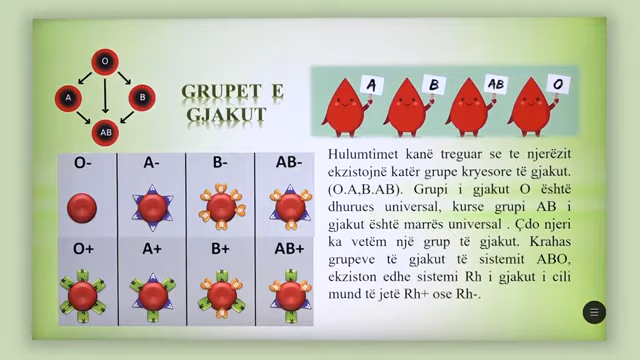 O
A
B
AB
GRUPET E
GJAKUT
A B AB O
O- A- B- AB-
O+ A+ B+ AB+
Hulumtimet kanë treguar se te njerëzit
ekzistojnë katër grupe kryesore të gjakut.
(O.A,B.AB). Grupi i gjakut O është
dhurues universal, kurse grupi AB i
gjakut është marrës universal . Çdo njeri
ka vetëm një grup të gjakut. Krahas
grupeve të gjakut të sistemit ABO,
ekziston edhe sistemi Rh i gjakut i cili
mund të jetë Rh+ ose Rh-.